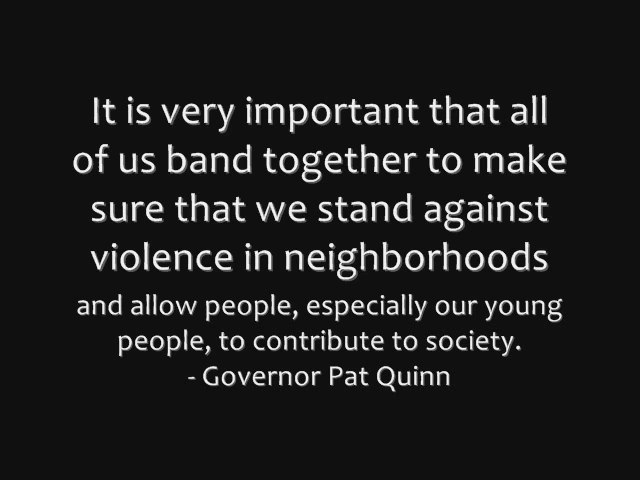 It is very important that all
of us band together to make
sure that we stand against
violence in neighborhoods
and allow people, especially our young
people, to contribute to society.
- Governor Pat Quinn